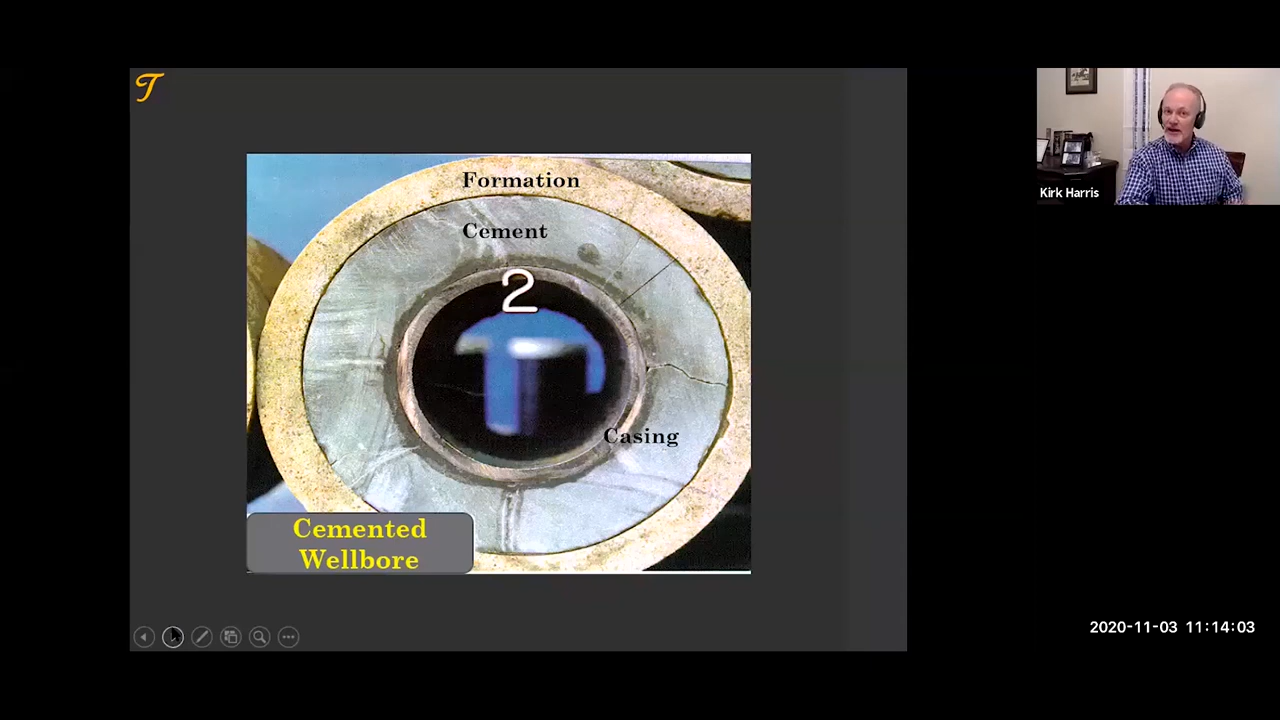 T
Formation
Cement
2
Casing
Cemented
Wellbore
Kirk Harris
2020-11-03 11:14:03